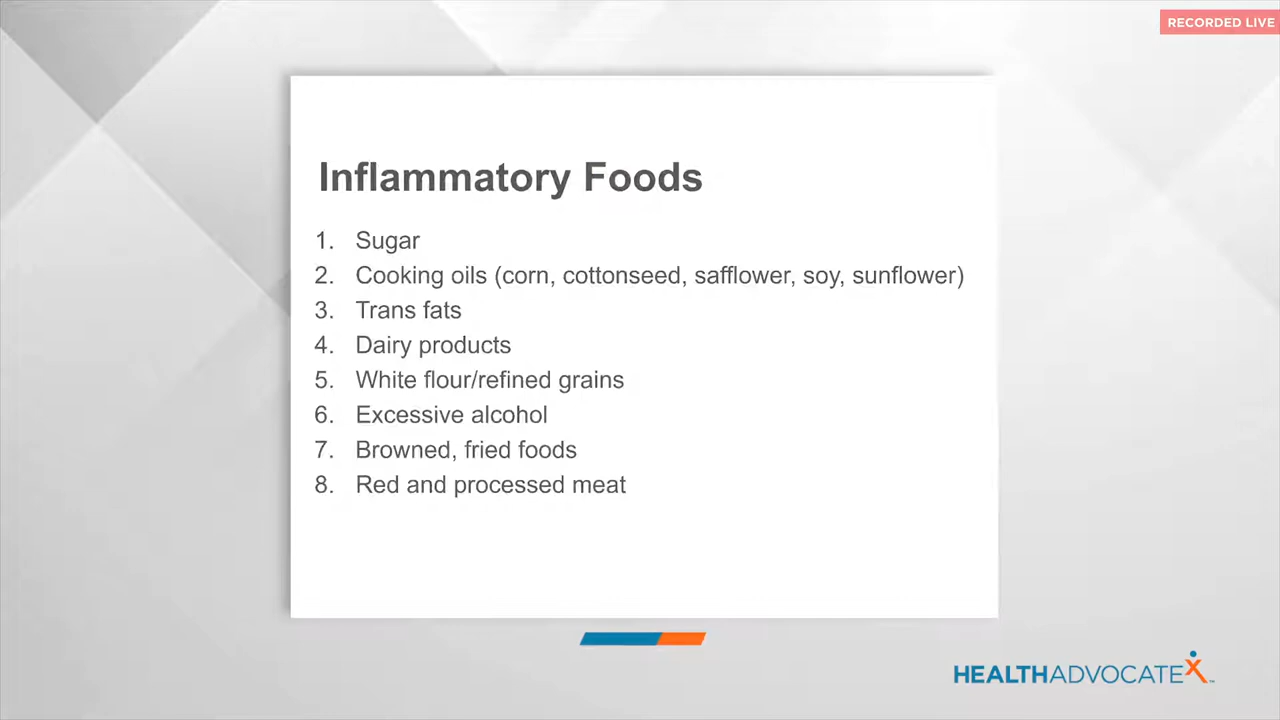 RECORDED LIVE
Inflammatory Foods
1. Sugar
2. Cooking oils (corn, cottonseed, safflower, soy, sunflower)
3. Trans fats
4. Dairy products
5. White flour/refined grains
6. Excessive alcohol
7. Browned, fried foods
8. Red and processed meat
HEALTHADVOCATEX™